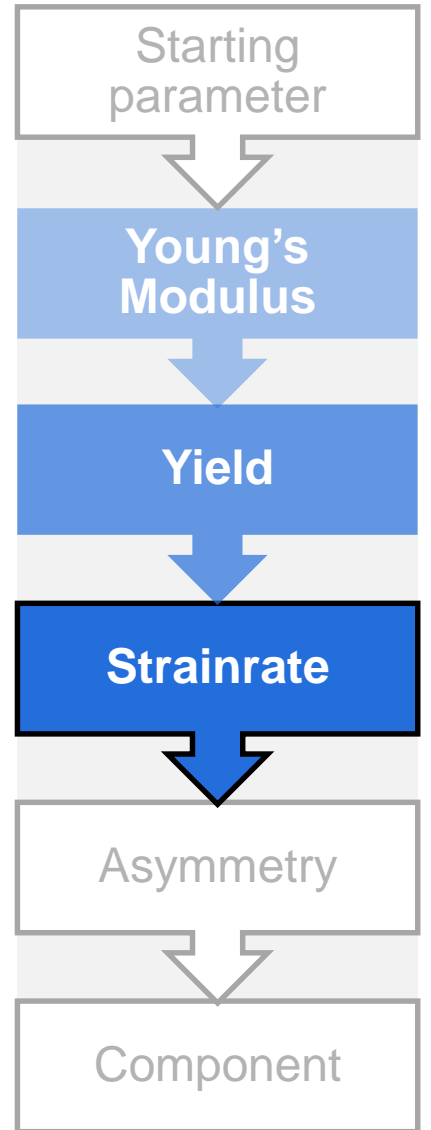 Starting
parameter
Young’s
Modulus
Yield
Strainrate
Asymmetry
Component